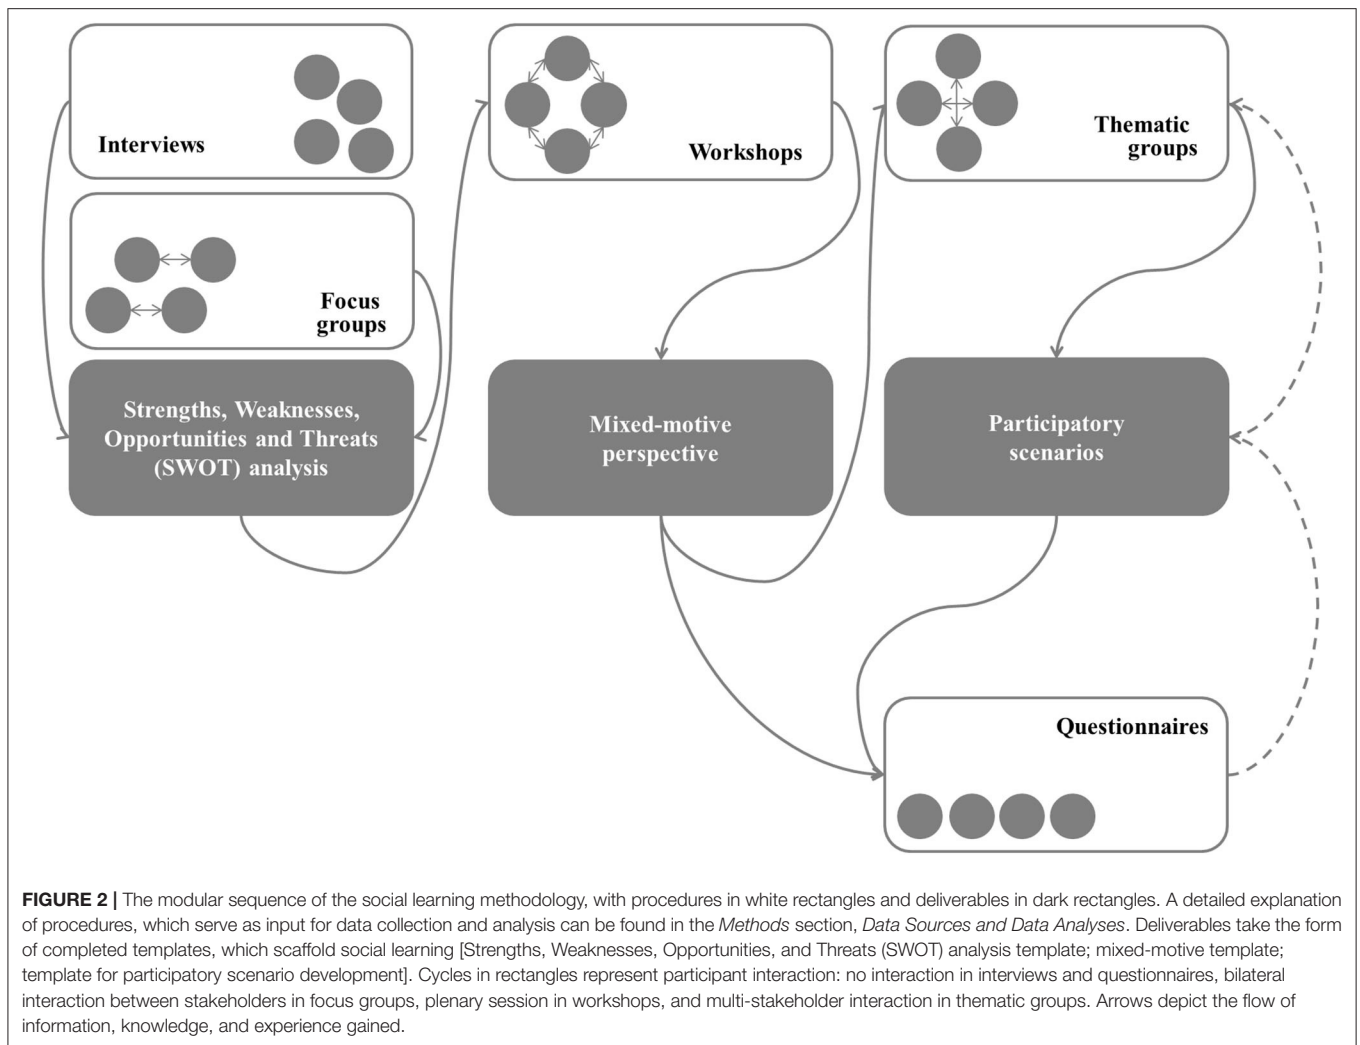 Interviews
Focus
groups
Strengths, Weaknesses,
Opportunities and Threats
(SWOT) analysis
Workshops
Mixed-motive
perspective
Thematic
groups
Participatory
scenarios
Questionnaires
FIGURE 2 | The modular sequence of the social learning methodology, with procedures in white rectangles and deliverables in dark rectangles. A detailed explanation
of procedures, which serve as input for data collection and analysis can be found in the Methods section, Data Sources and Data Analyses. Deliverables take the form
of completed templates, which scaffold social learning [Strengths, Weaknesses, Opportunities, and Threats (SWOT) analysis template; mixed-motive template;
template for participatory scenario development]. Cycles in rectangles represent participant interaction: no interaction in interviews and questionnaires, bilateral
interaction between stakeholders in focus groups, plenary session in workshops, and multi-stakeholder interaction in thematic groups. Arrows depict the flow of
information, knowledge, and experience gained.